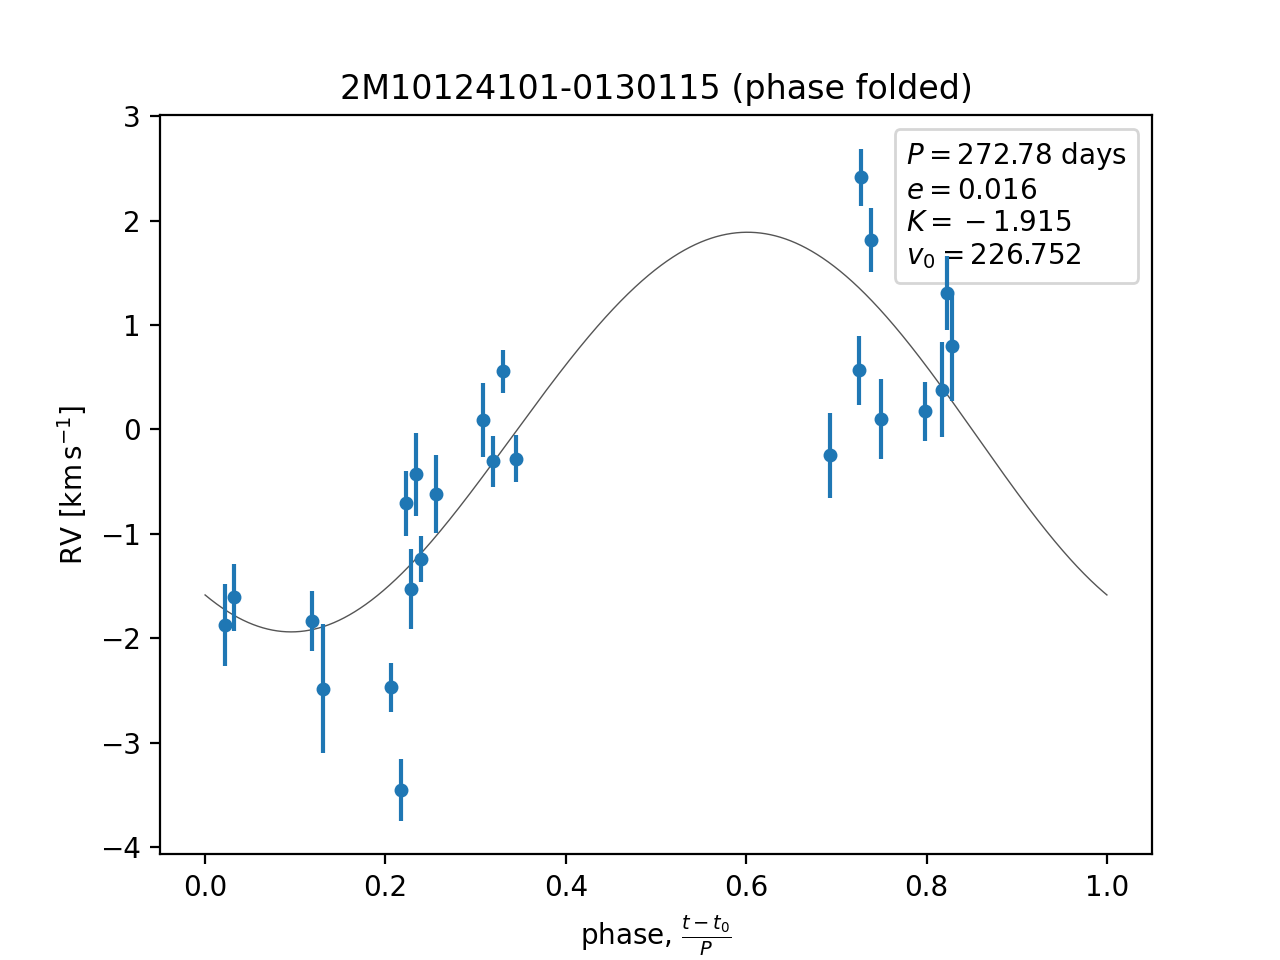 2M10124101-0130115 (phase folded)
P = 272.78 days
e = 0.016
K = −1.915
v₀ = 226.752
3
2
1
0
−1
−2
−3
−4
RV [km s⁻¹]
0.0 0.2 0.4 0.6 0.8 1.0
phase, (t − t₀)/P